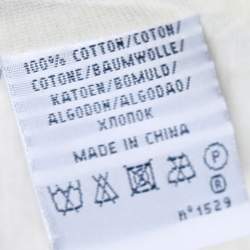 100% COTTON/COTON/
COTONE/BAUMWOLLE/
KATOEN/BOMULD/
ALGODON/ALGODAO/
ХЛОПОК
MADE IN CHINA
P
R
N°1529